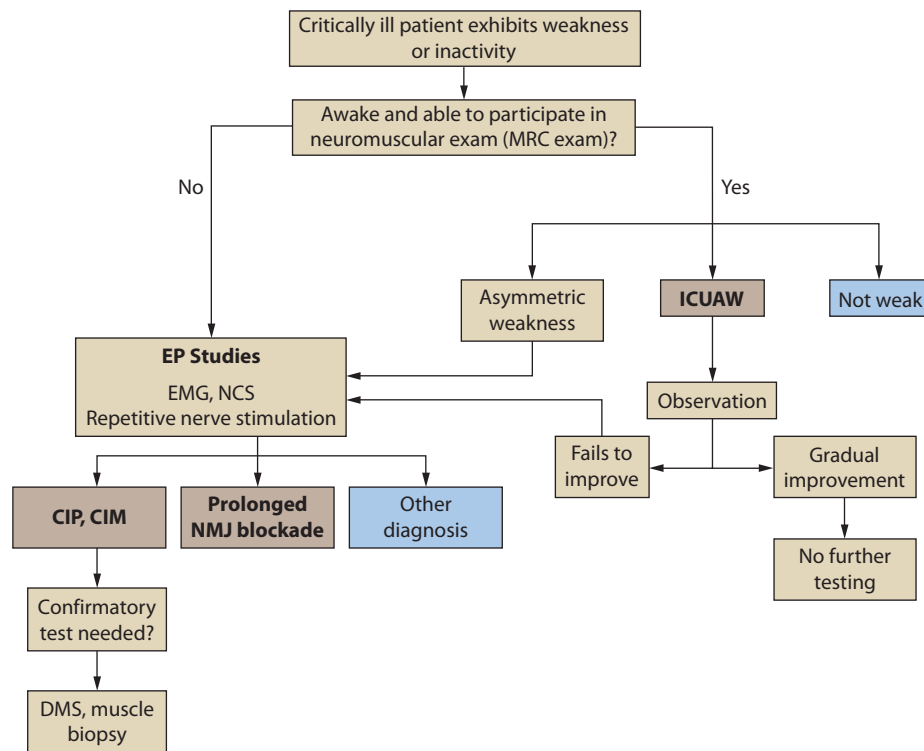 Critically ill patient exhibits weakness
or inactivity
Awake and able to participate in
neuromuscular exam (MRC exam)?
No
Yes
Asymmetric
weakness
ICUAW
Not weak
EP Studies
EMG, NCS
Repetitive nerve stimulation
Observation
Fails to
improve
Gradual
improvement
CIP, CIM
Prolonged
NMJ blockade
Other
diagnosis
No further
testing
Confirmatory
test needed?
DMS, muscle
biopsy